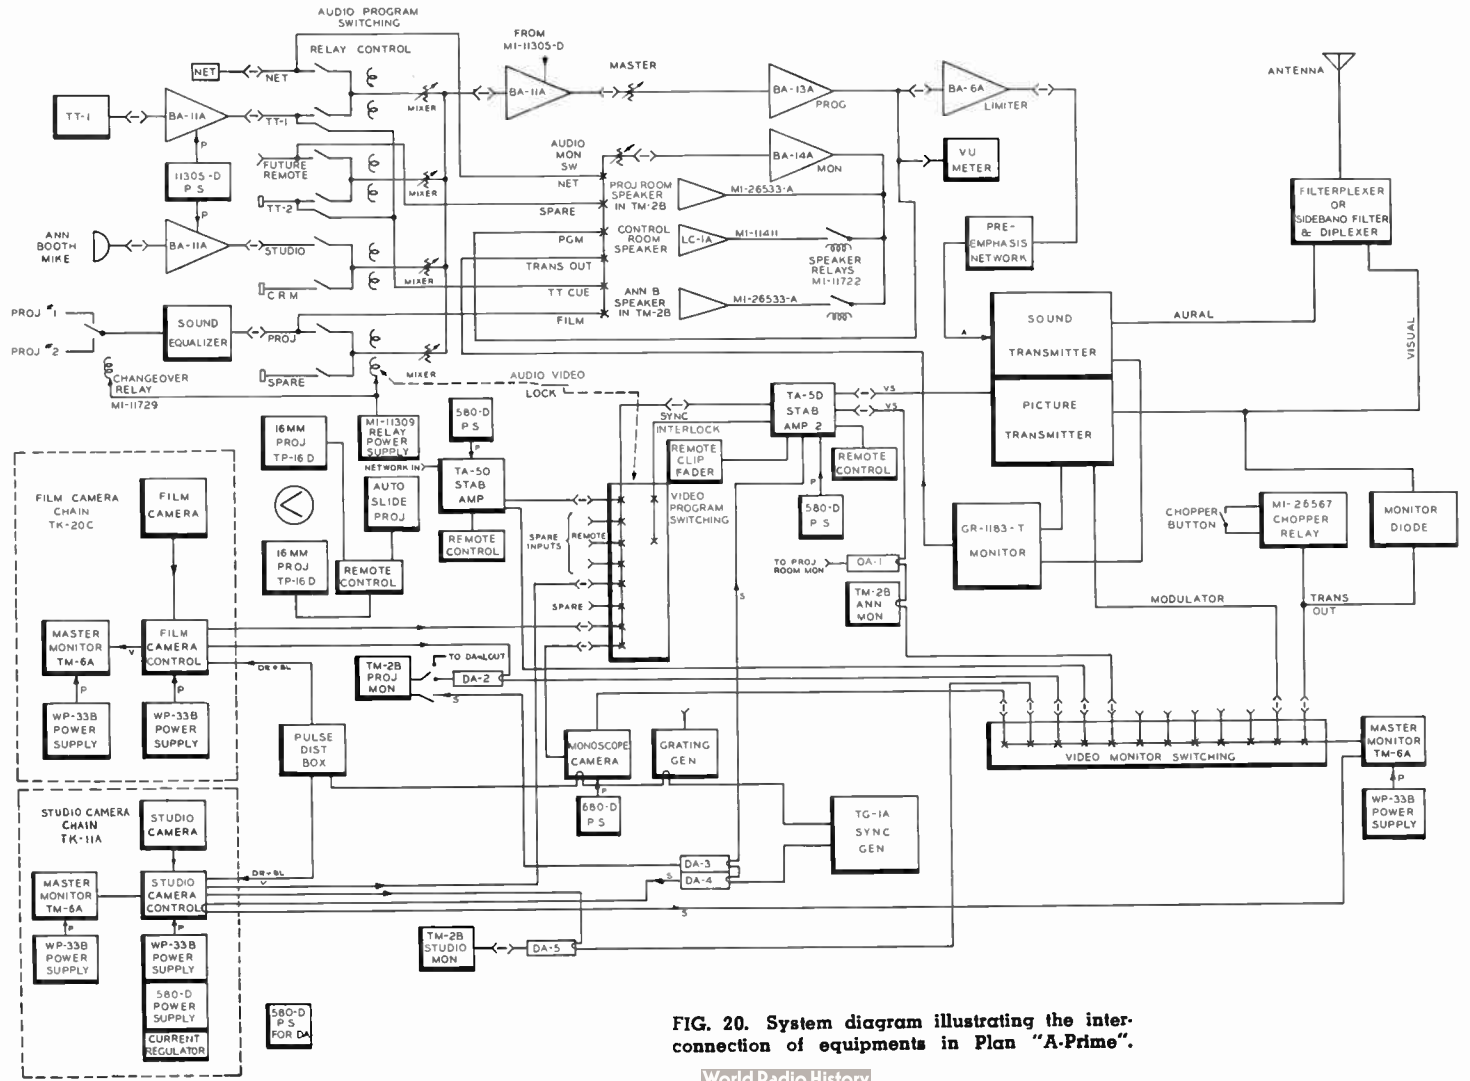 AUDIO PROGRAM
SWITCHING
RELAY CONTROL
FROM
MI-11305-D
MASTER
ANTENNA
NET
NET
TT-1
BA-11A
TT-1
P
11305-D
P S
P
FUTURE
REMOTE
TT-2
MIXER
MIXER
BA-11A
BA-13A
PROG
BA-6A
LIMITER
AUDIO
MON
SW
BA-14A
MON
VU
METER
NET
SPARE
PGM
TRANS OUT
TT CUE
FILM
PROJ ROOM
SPEAKER
IN TM-2B
MI-26533-A
CONTROL
ROOM
SPEAKER
LC-1A
MI-11411
SPEAKER
RELAYS
MI-11722
ANN B
SPEAKER
IN TM-2B
MI-26533-A
PRE-
EMPHASIS
NETWORK
FILTERPLEXER
OR
SIDEBAND FILTER
& DIPLEXER
ANN
BOOTH
MIKE
BA-11A
STUDIO
CRM
MIXER
PROJ #1
PROJ #2
SOUND
EQUALIZER
PROJ
SPARE
MIXER
CHANGEOVER
RELAY
MI-11729
AUDIO VIDEO
LOCK
A
SOUND
TRANSMITTER
PICTURE
TRANSMITTER
AURAL
VISUAL
16MM
PROJ
TP-16D
MI-11309
RELAY
POWER
SUPPLY
580-D
P S
P
NETWORK IN
TA-5D
STAB
AMP
REMOTE
CONTROL
AUTO
SLIDE
PROJ
16MM
PROJ
TP-16D
REMOTE
CONTROL
SYNC
INTERLOCK
TA-5D
STAB
AMP 2
VS
VS
REMOTE
CLIP
FADER
REMOTE
CONTROL
P
580-D
P S
VIDEO
PROGRAM
SWITCHING
SPARE
INPUTS
REMOTE
SPARE
TO PROJ
ROOM MON
DA-1
TM-2B
ANN
MON
S
GR-1183-T
MONITOR
CHOPPER
BUTTON
MI-26567
CHOPPER
RELAY
MONITOR
DIODE
MODULATOR
TRANS
OUT
FILM CAMERA
CHAIN
TK-20C
FILM
CAMERA
MASTER
MONITOR
TM-6A
V
FILM
CAMERA
CONTROL
DR+BL
P
P
WP-33B
POWER
SUPPLY
WP-33B
POWER
SUPPLY
TM-2B
PROJ
MON
DA-2
S
PULSE
DIST
BOX
MONOSCOPE
CAMERA
GRATING
GEN
P
680-D
P S
VIDEO MONITOR SWITCHING
MASTER
MONITOR
TM-6A
P
WP-33B
POWER
SUPPLY
STUDIO CAMERA
CHAIN
TK-11A
STUDIO
CAMERA
TG-1A
SYNC
GEN
DA-3
DA-4
S
S
DR+BL
V
MASTER
MONITOR
TM-6A
STUDIO
CAMERA
CONTROL
P
P
WP-33B
POWER
SUPPLY
WP-33B
POWER
SUPPLY
580-D
POWER
SUPPLY
CURRENT
REGULATOR
TM-2B
STUDIO
MON
DA-5
580-D
P S
FOR DA
FIG. 20. System diagram illustrating the inter-
connection of equipments in Plan "A-Prime".
World Radio History